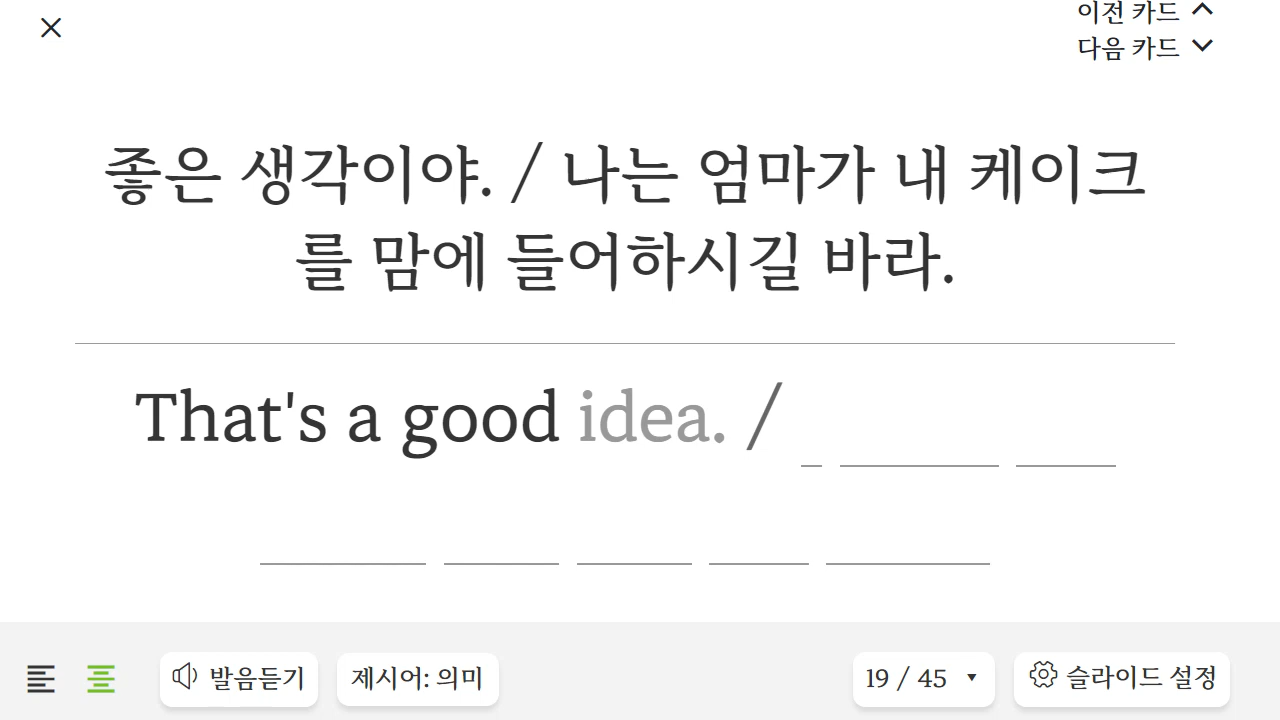 이전 카드
다음 카드
좋은 생각이야. / 나는 엄마가 내 케이크
를 맘에 들어하시길 바라.
That's a good idea. /
발음듣기
제시어: 의미
19 / 45
슬라이드 설정